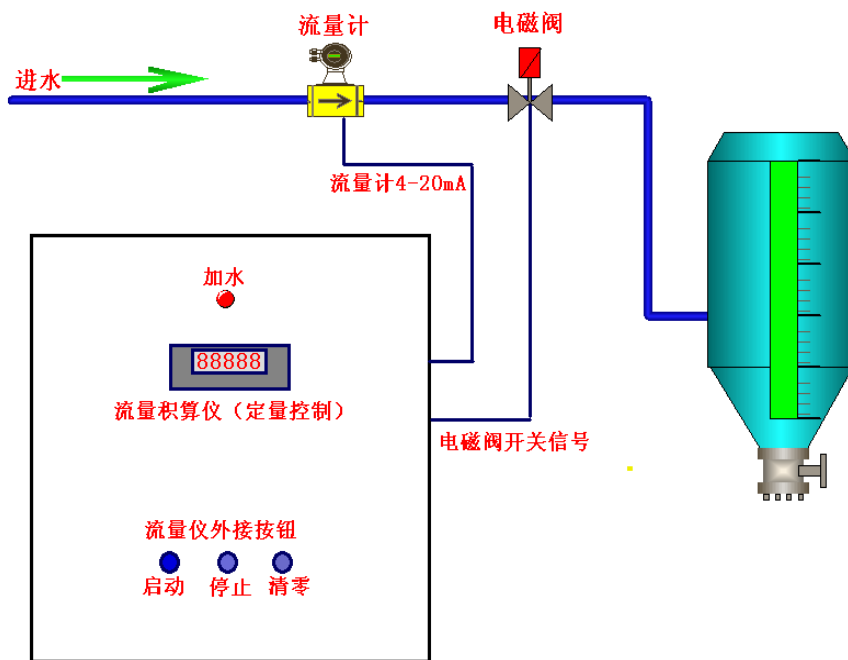 流量计
电磁阀
进水
流量计4-20mA
加水
88888
流量积算仪（定量控制）
电磁阀开关信号
流量仪外接按钮
启动 停止 清零